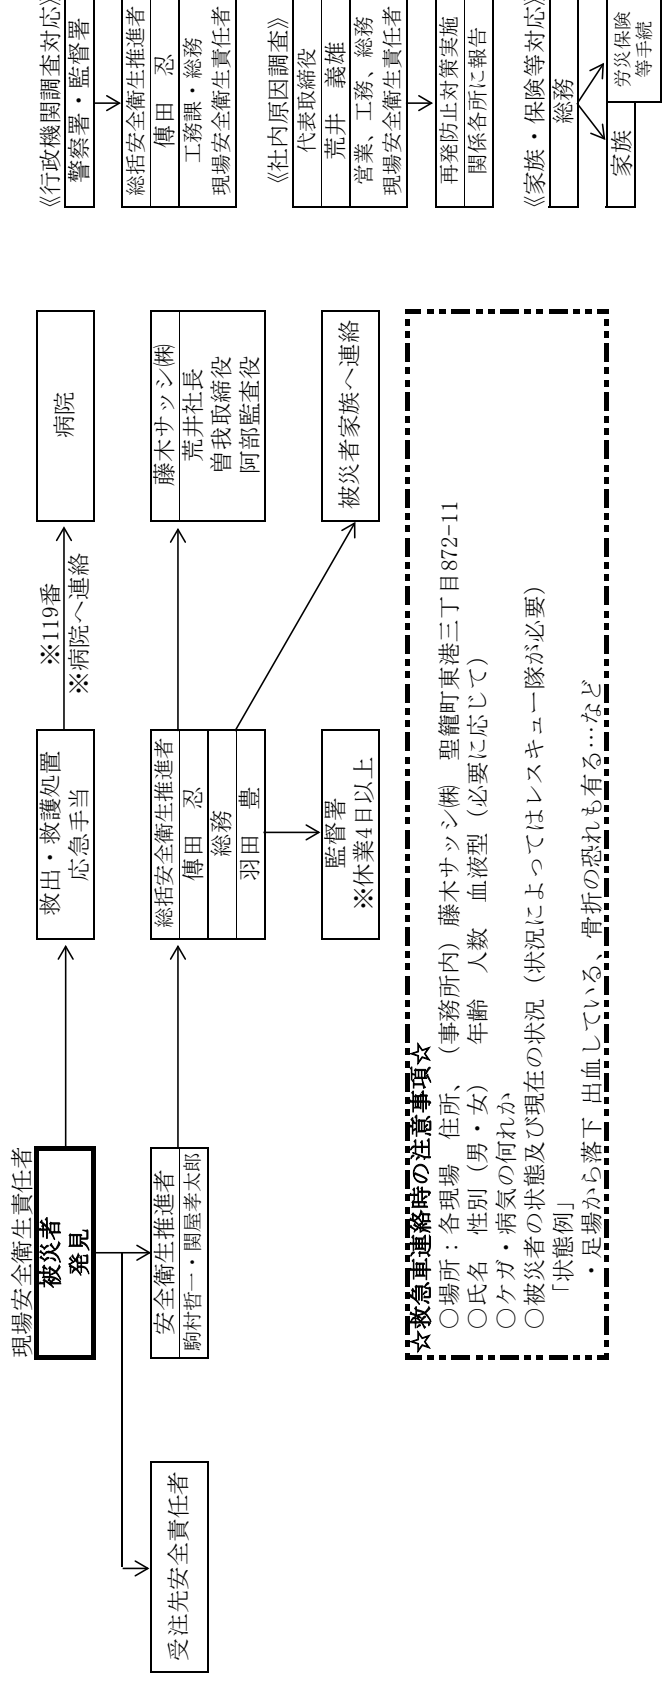 現場安全衛生責任者
被災者
発見
救出・救護処置
応急手当
※119番
※病院へ連絡
病院
受注先安全責任者
安全衛生推進者
駒村哲一・関屋孝太郎
総括安全衛生推進者
傳田　忍
総務
羽田　豊
藤木サッシ㈱
荒井社長
曽我取締役
阿部監査役
監督署
※休業4日以上
被災者家族へ連絡
☆救急車連絡時の注意事項☆
○場所：各現場　住所、　（事務所内）藤木サッシ㈱　聖籠町東港三丁目872-11
○氏名　性別（男・女）　年齢　人数　血液型（必要に応じて）
○ケガ・病気の何れか
○被災者の状態及び現在の状況（状況によってはレスキュー隊が必要）
「状態例」
・足場から落下 出血している、骨折の恐れも有る…など
《行政機関調査対応》
警察署・監督署
総括安全衛生推進者
傳田　忍
工務課・総務
現場安全衛生責任者
《社内原因調査》
代表取締役
荒井　義雄
営業、工務、総務
現場安全衛生責任者
再発防止対策実施
関係各所に報告
《家族・保険等対応》
総務
家族
労災保険
等手続